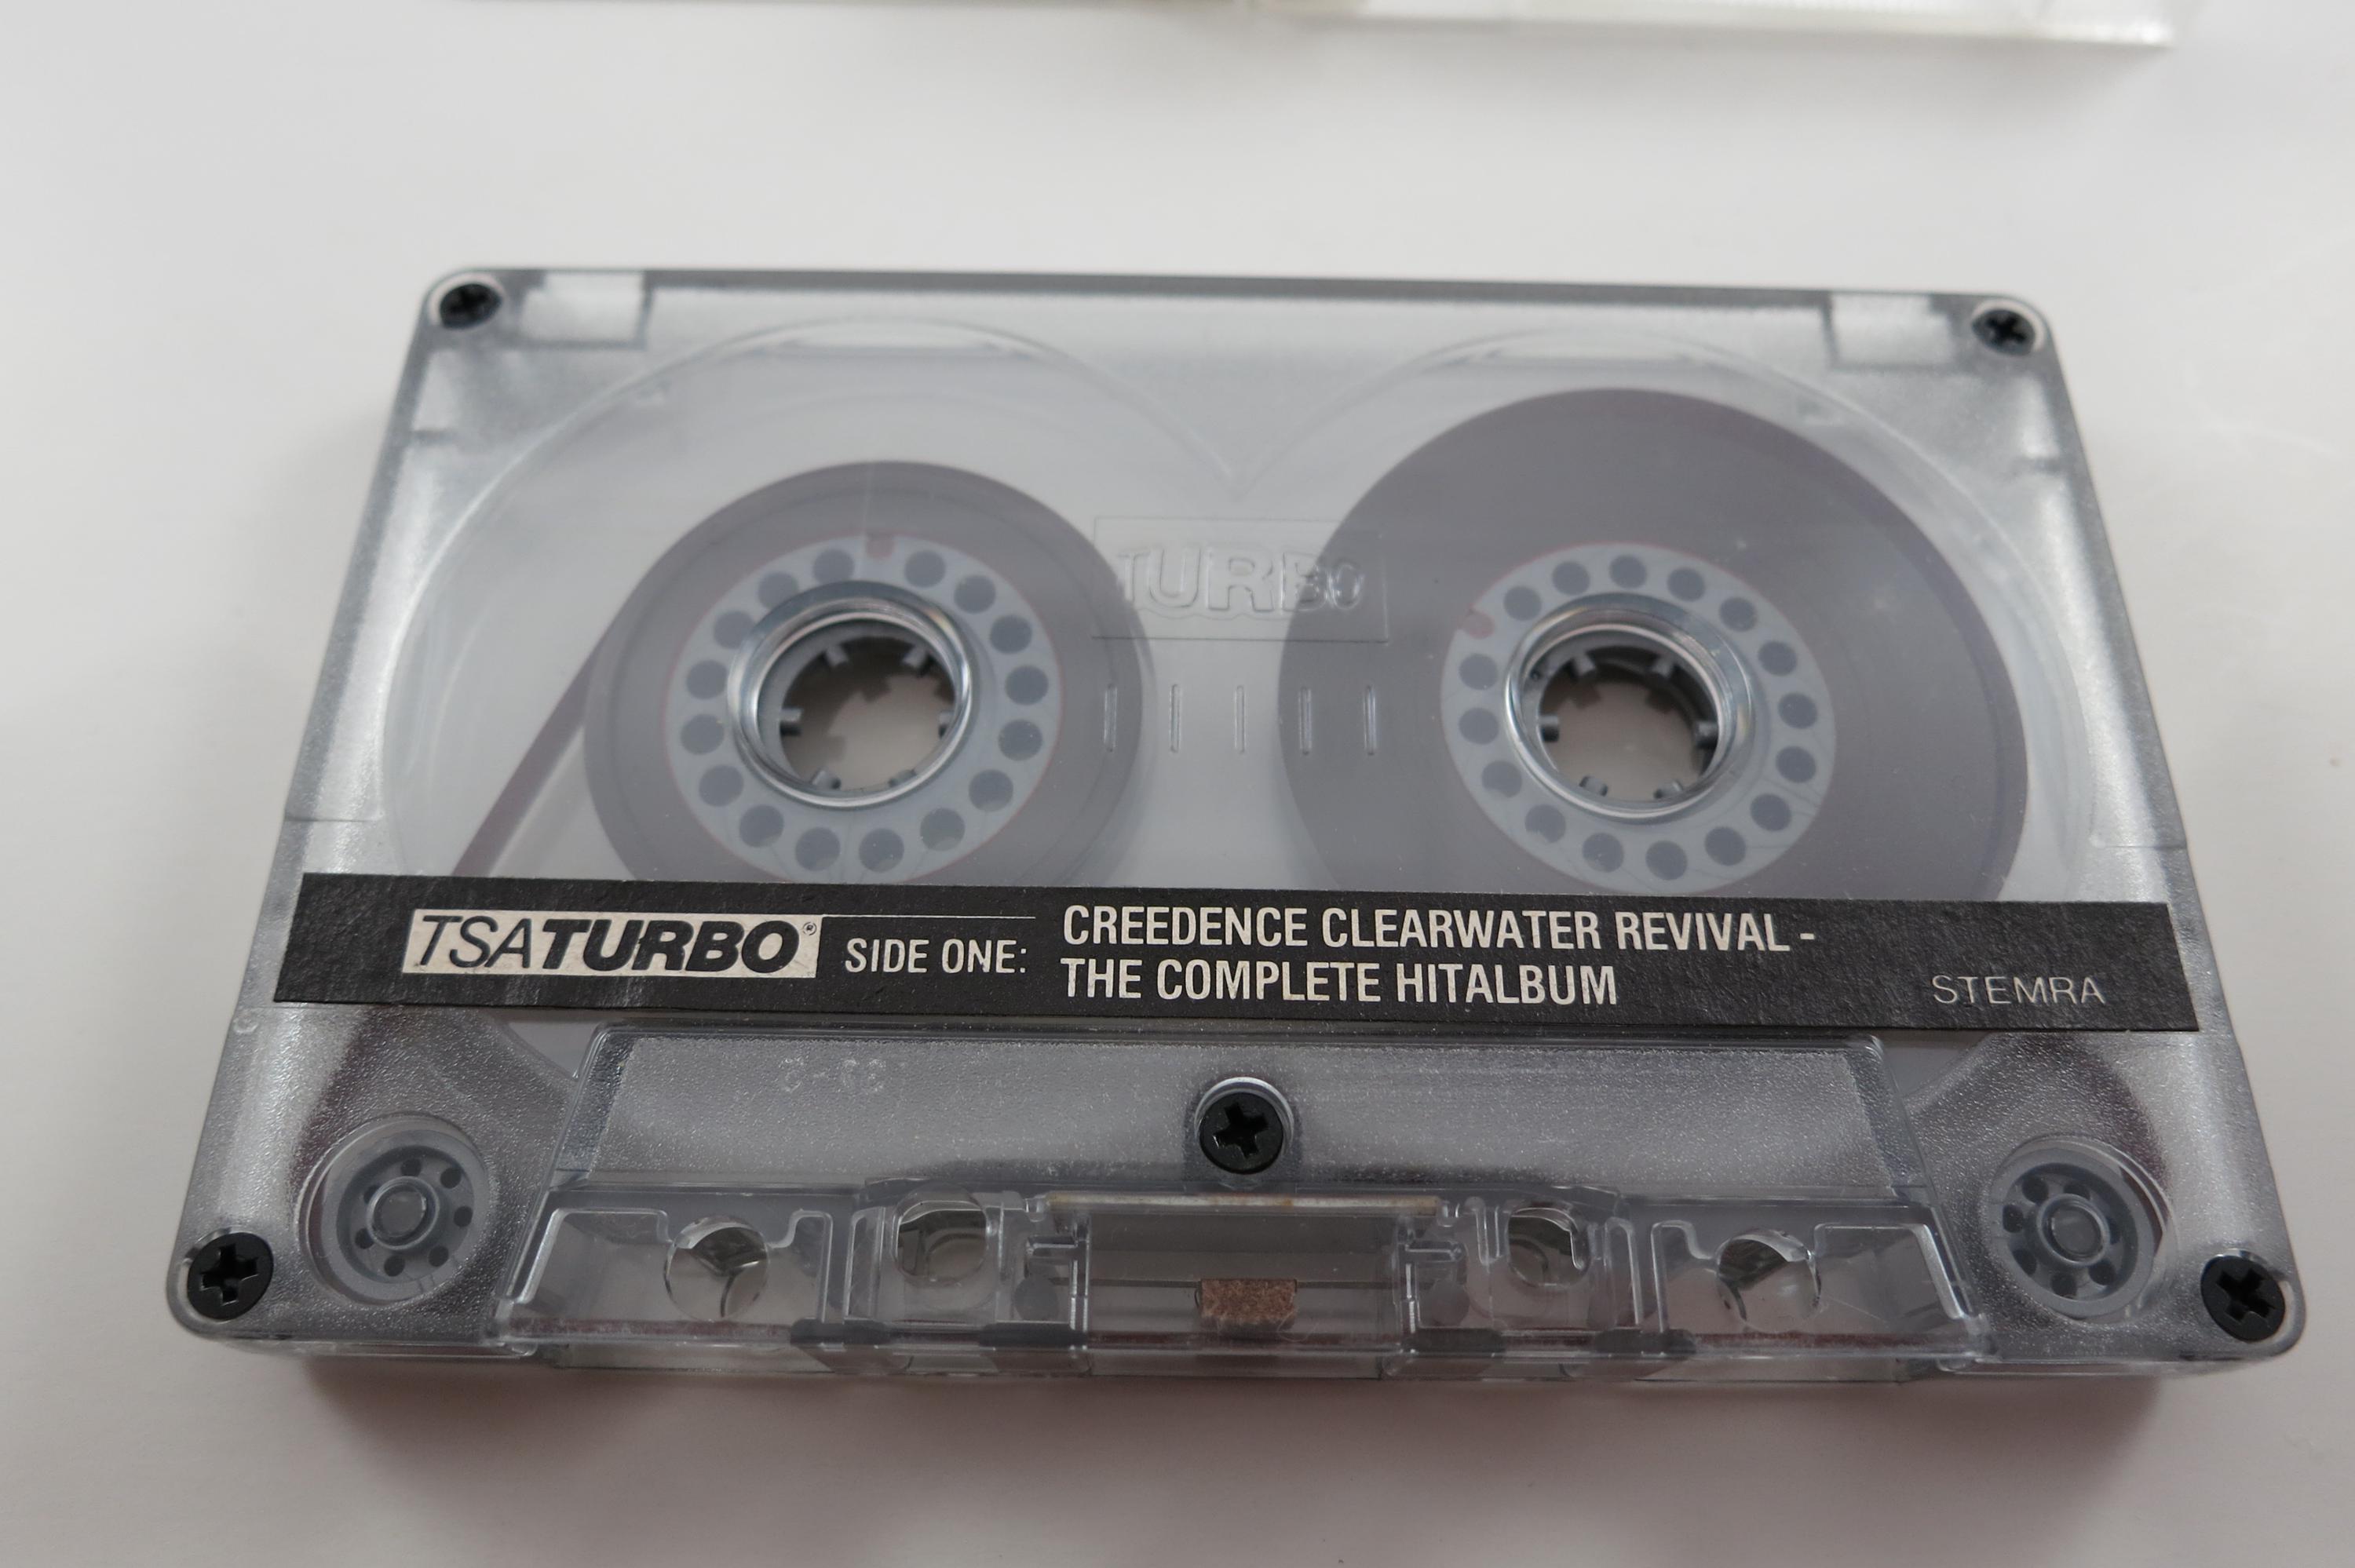 TURBO
TSATURBO® SIDE ONE:
CREEDENCE CLEARWATER REVIVAL -
THE COMPLETE HITALBUM
STEMRA